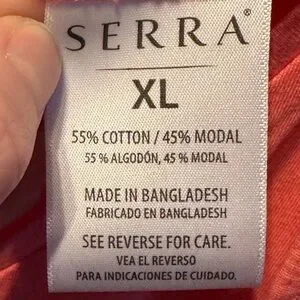 SERRA®
XL
55% COTTON / 45% MODAL
55 % ALGODÓN, 45 % MODAL
MADE IN BANGLADESH
FABRICADO EN BANGLADESH
SEE REVERSE FOR CARE.
VEA EL REVERSO
PARA INDICACIONES DE CUIDADO.